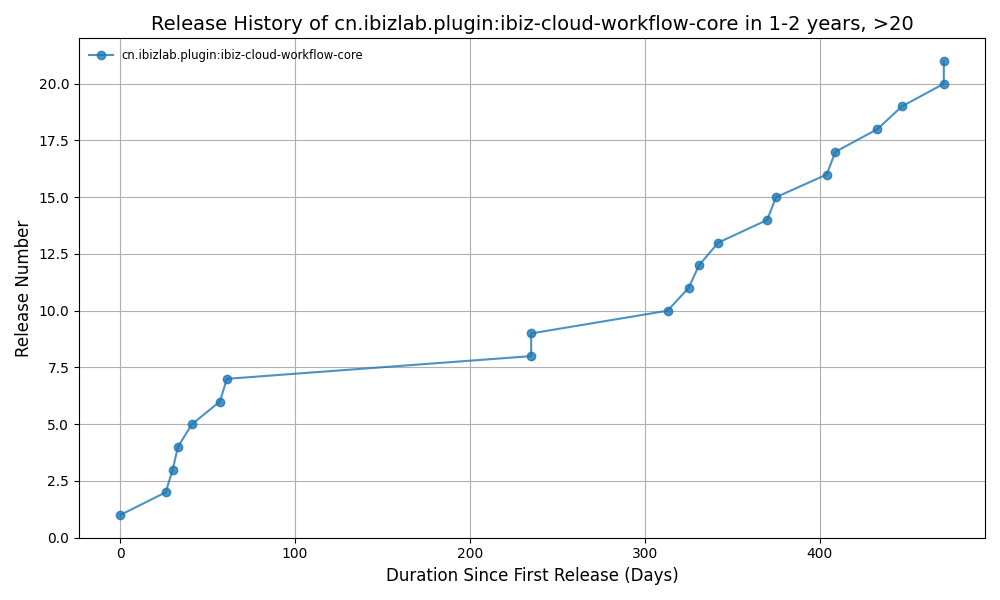 Release History of cn.ibizlab.plugin:ibiz-cloud-workflow-core in 1-2 years, >20
cn.ibizlab.plugin:ibiz-cloud-workflow-core
Release Number
20.0
17.5
15.0
12.5
10.0
7.5
5.0
2.5
0.0
0 100 200 300 400
Duration Since First Release (Days)